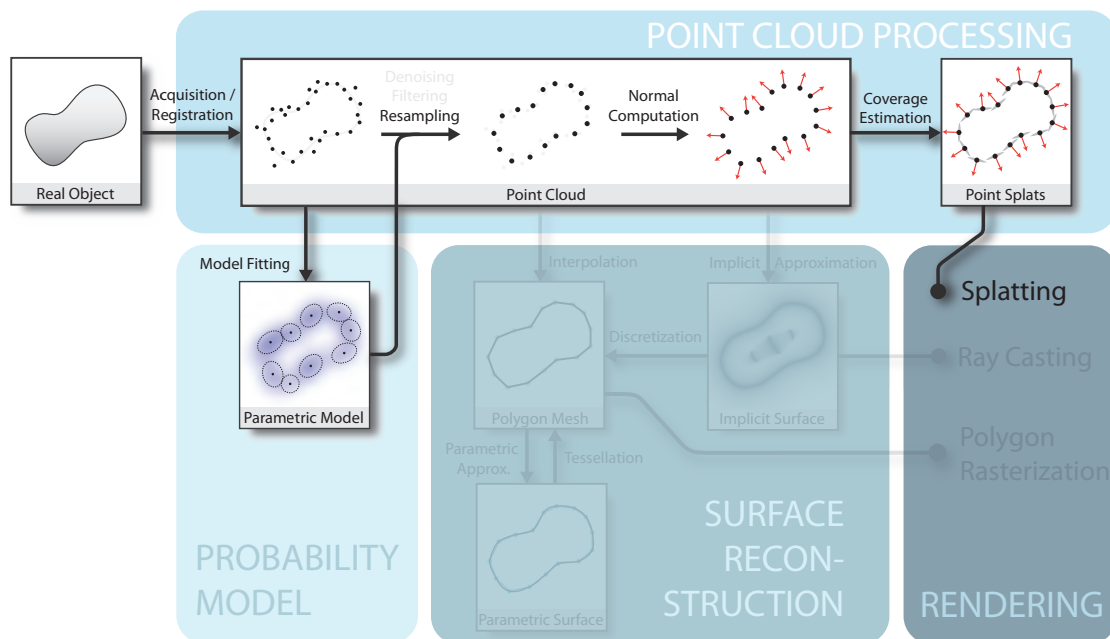 POINT CLOUD PROCESSING
Acquisition /
Registration
Denoising
Filtering
Resampling
Normal
Computation
Coverage
Estimation
Real Object
Point Cloud
Point Splats
Model Fitting
Interpolation
Implicit Approximation
Splatting
Discretization
Ray Casting
Parametric Model
Polygon Mesh
Implicit Surface
Parametric
Approx.
Tessellation
Polygon
Rasterization
Parametric Surface
PROBABILITY
MODEL
SURFACE
RECON-
STRUCTION
RENDERING